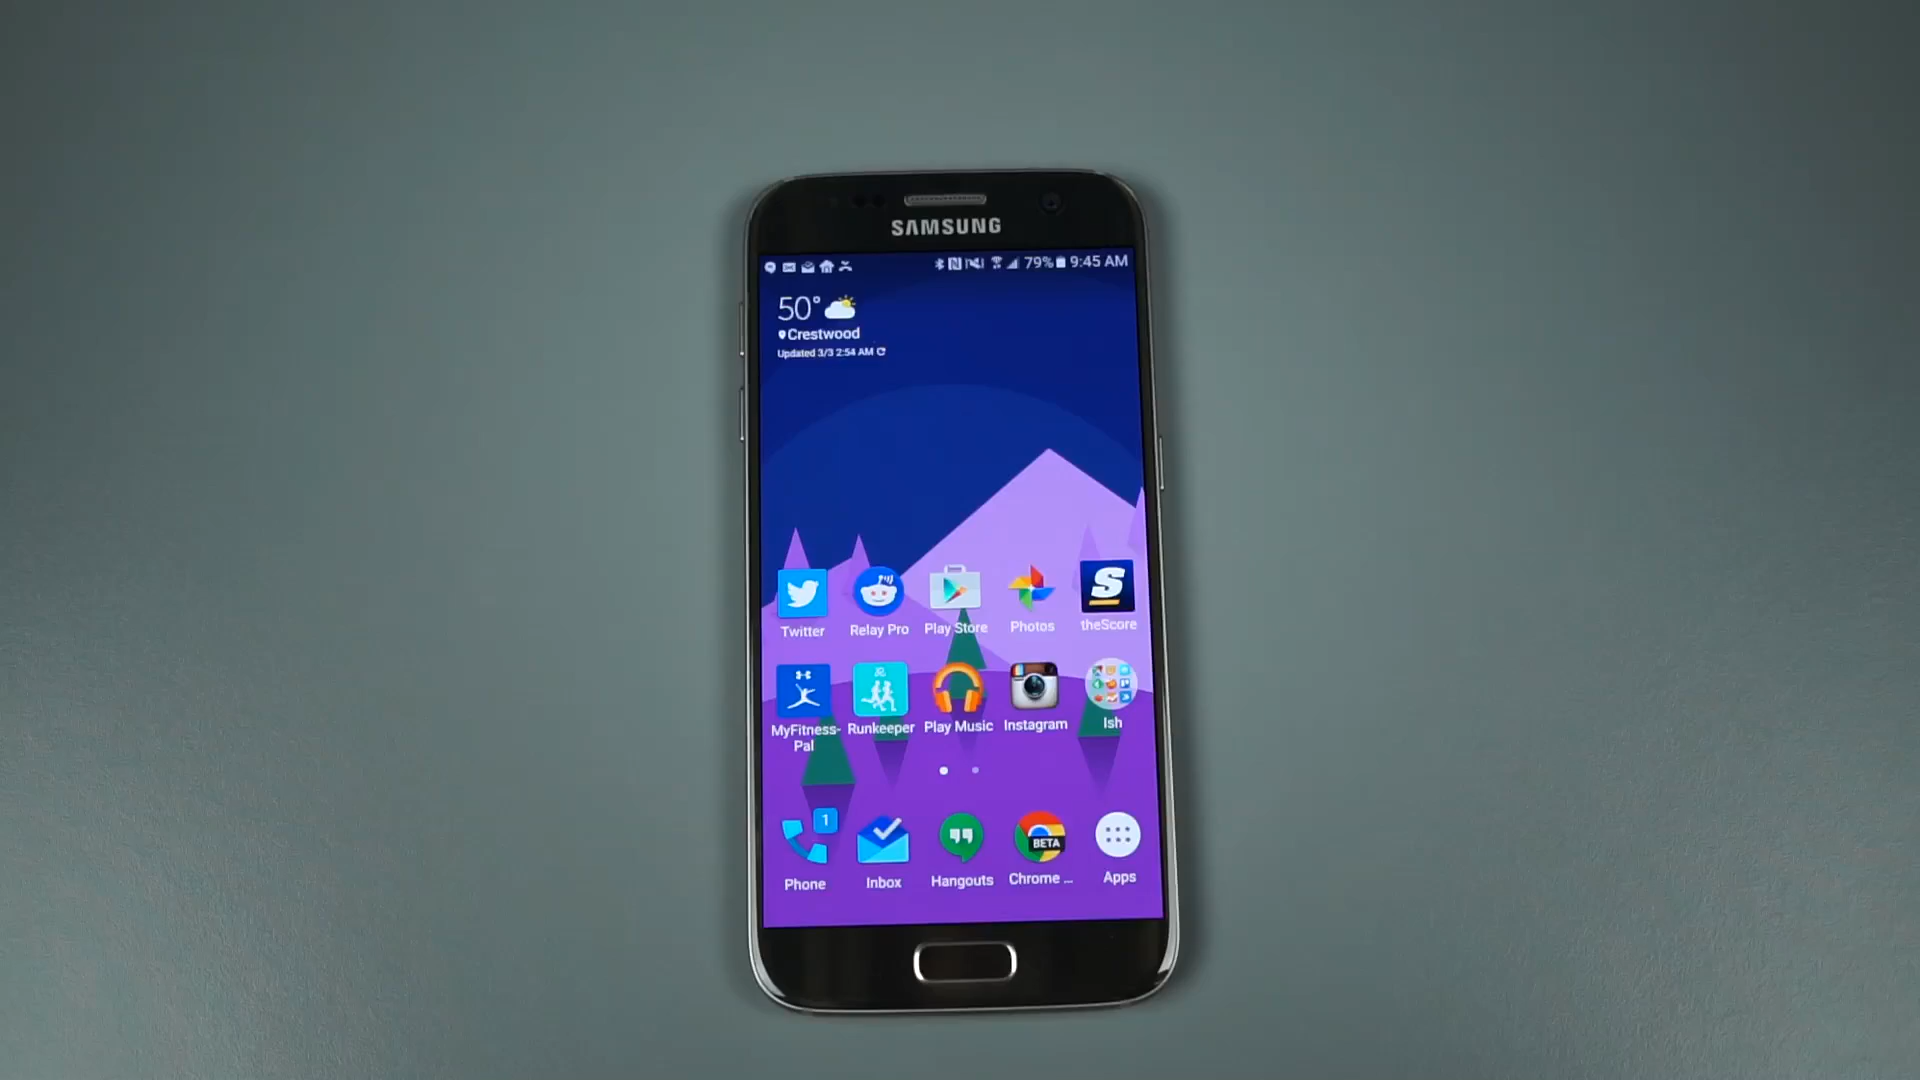 SAMSUNG
79% 9:45 AM
50°
Crestwood
Updated 3/3 2:54 AM
Twitter
Relay Pro
Play Store
Photos
theScore
MyFitness-
Pal
Runkeeper
Play Music
Instagram
Ish
1
BETA
Phone
Inbox
Hangouts
Chrome ...
Apps